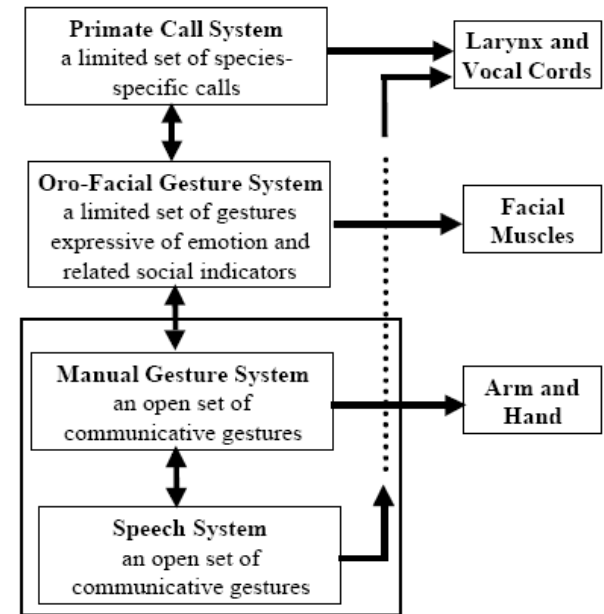 Primate Call System
a limited set of species-
specific calls
Larynx and
Vocal Cords
Oro-Facial Gesture System
a limited set of gestures
expressive of emotion and
related social indicators
Facial
Muscles
Manual Gesture System
an open set of
communicative gestures
Arm and
Hand
Speech System
an open set of
communicative gestures